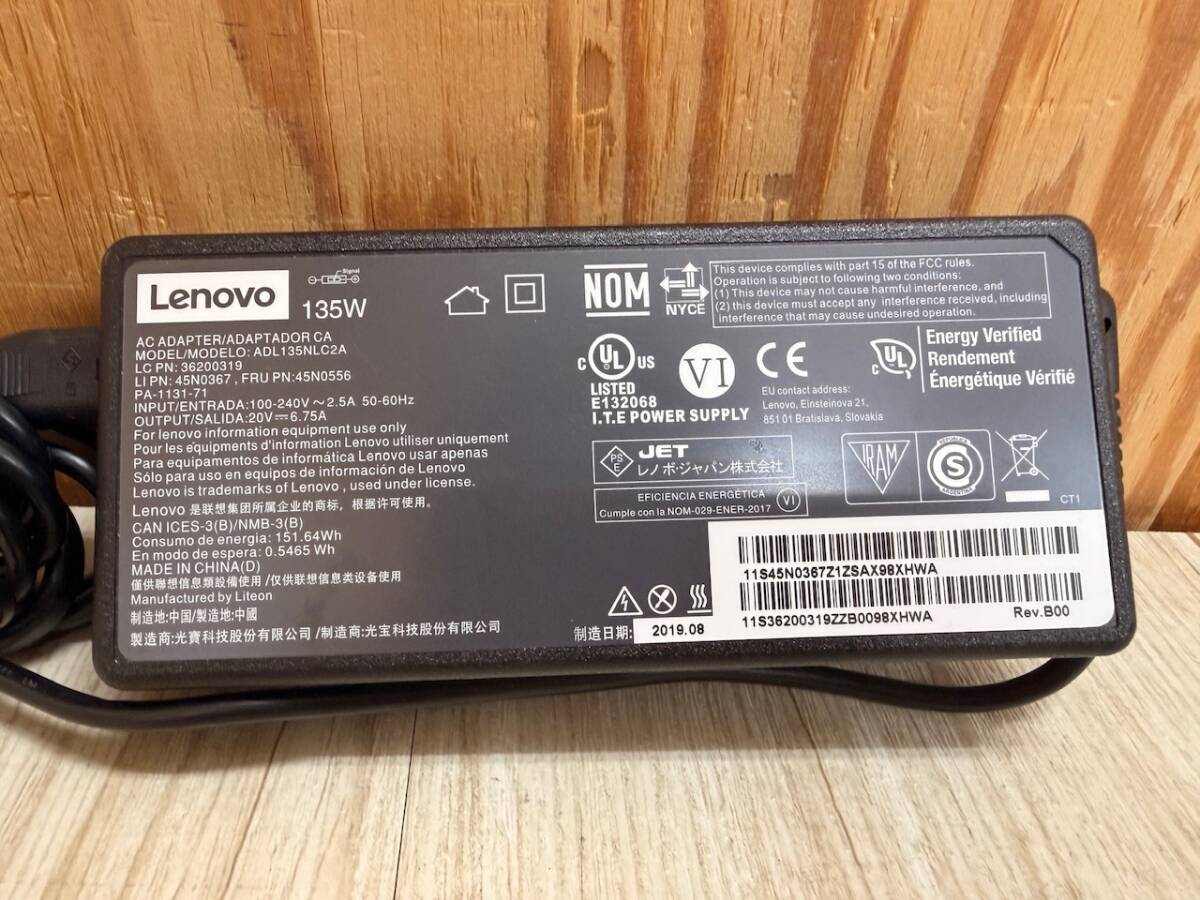 Lenovo
135W
Signal
AC ADAPTER/ADAPTADOR CA
MODEL/MODELO: ADL135NLC2A
LC PN: 36200319
LI PN: 45N0367 , FRU PN:45N0556
PA-1131-71
INPUT/ENTRADA:100-240V ～ 2.5A 50-60Hz
OUTPUT/SALIDA:20V ⎓ 6.75A
For lenovo information equipment use only
Pour les équipements d'information Lenovo utiliser uniquement
Para equipamentos de informática Lenovo usar apenas
Sólo para uso en equipos de información de Lenovo
Lenovo is trademarks of Lenovo , used under license.
Lenovo 是联想集团所属企业的商标，根据许可使用。
CAN ICES-3(B)/NMB-3(B)
Consumo de energia: 151.64Wh
En modo de espera: 0.5465 Wh
MADE IN CHINA(D)
僅供聯想信息類設備使用 /仅供联想信息类设备使用
Manufactured by Liteon
制造地:中国/製造地:中國
製造商:光寶科技股份有限公司 /制造商:光宝科技股份有限公司
NOM
NYCE
This device complies with part 15 of the FCC rules.
Operation is subject to following two conditions:
(1) This device may not cause harmful interference, and
(2) this device must accept any interference received, including
interference that may cause undesired operation.
C UL US
LISTED
E132068
I.T.E POWER SUPPLY
VI
CE
EU contact address:
Lenovo, Einsteinova 21,
851 01 Bratislava, Slovakia
C UL
Energy Verified
Rendement
Énergétique Vérifié
PS
E
JET
レノボ・ジャパン株式会社
EFICIENCIA ENERGÉTICA
Cumple con la NOM-029-ENER-2017
VI
IRAM
REPUBLICA
S
ARGENTINA
CT1
11S45N0367Z1ZSAX98XHWA
11S36200319ZZB0098XHWA
Rev.B00
制造日期:
2019.08